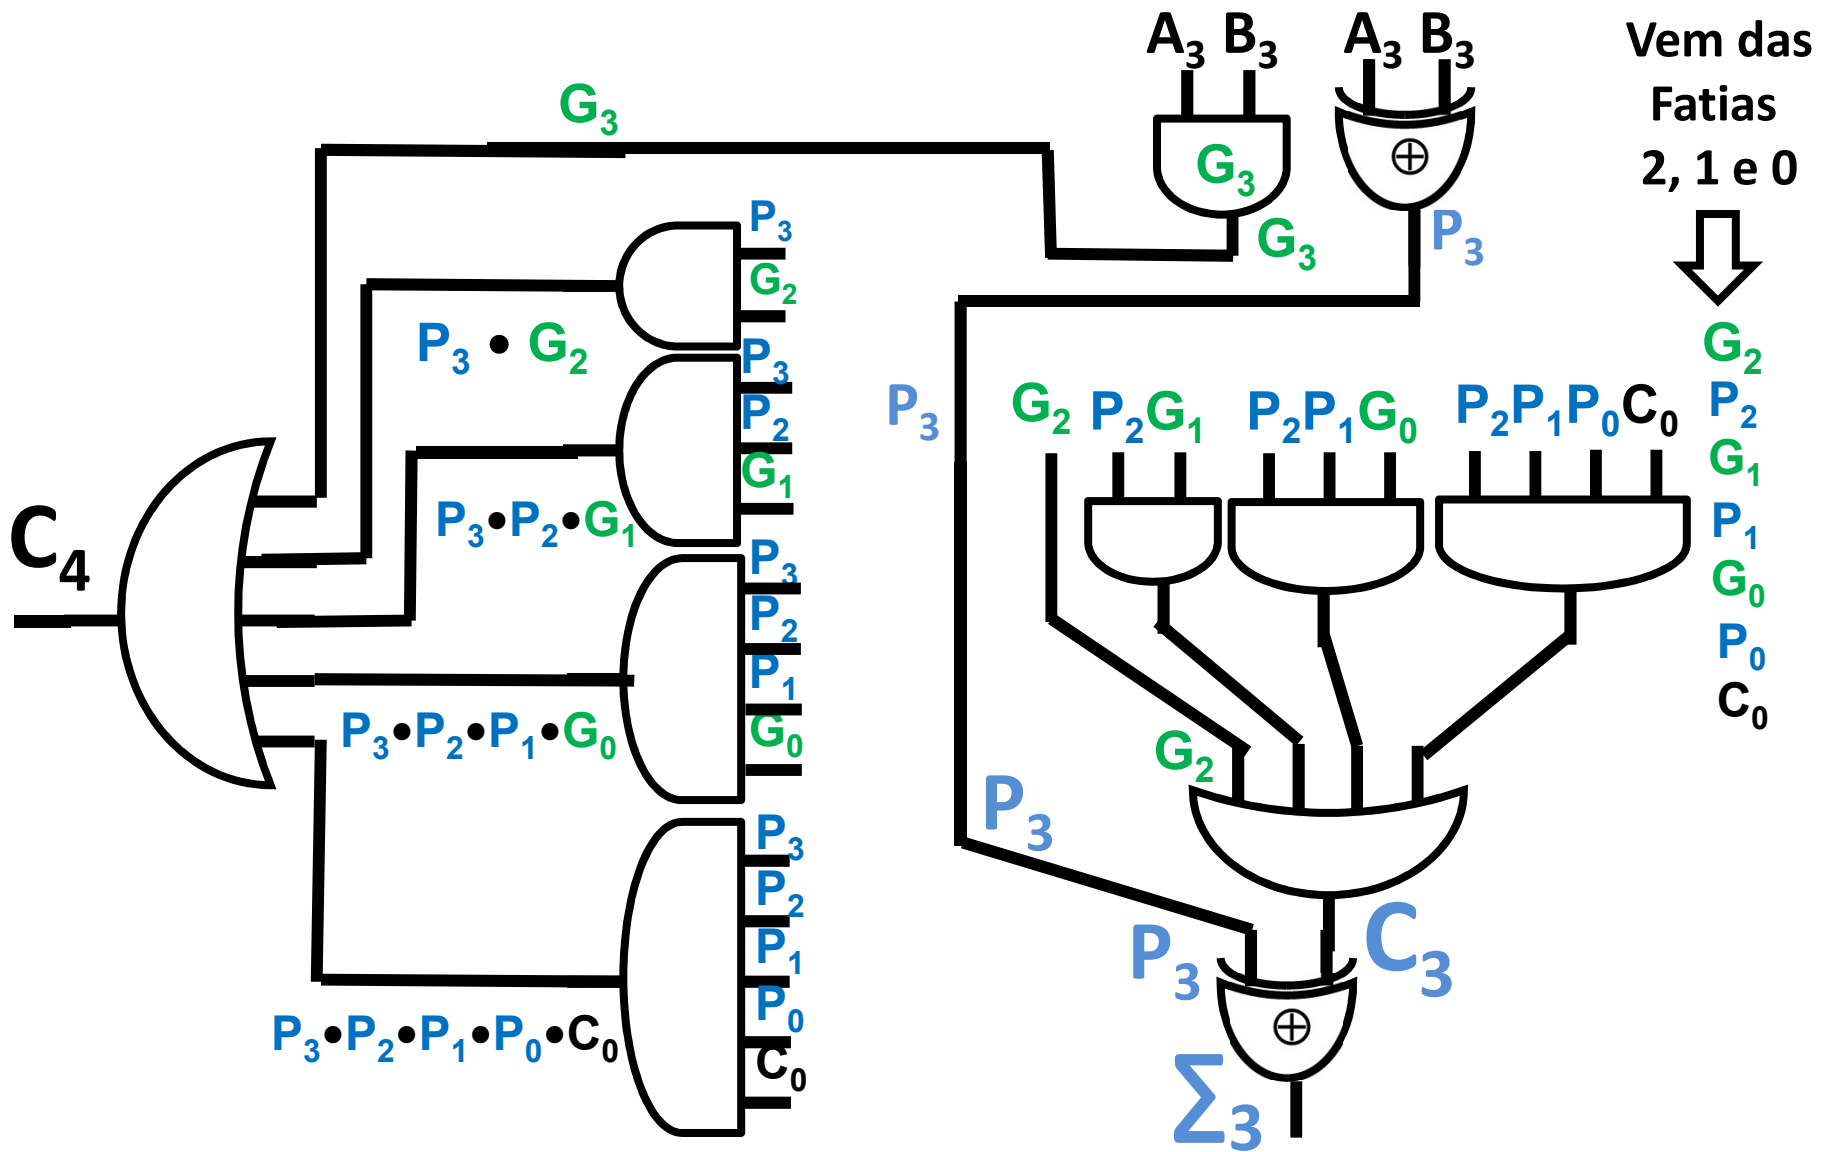 A3 B3
A3 B3
Vem das
Fatias
2, 1 e 0
G3
G3
⊕
G3
P3
P3
G2
P3 • G2
P3
P2
G1
P3•P2•G1
P3
P2
P1
G0
P3•P2•P1•G0
P3
P2
P1
P0
C0
P3•P2•P1•P0•C0
C4
P3
G2
P2G1
P2P1G0
P2P1P0C0
G2
P2
G1
P1
G0
P0
C0
G2
P3
P3
C3
⊕
∑3